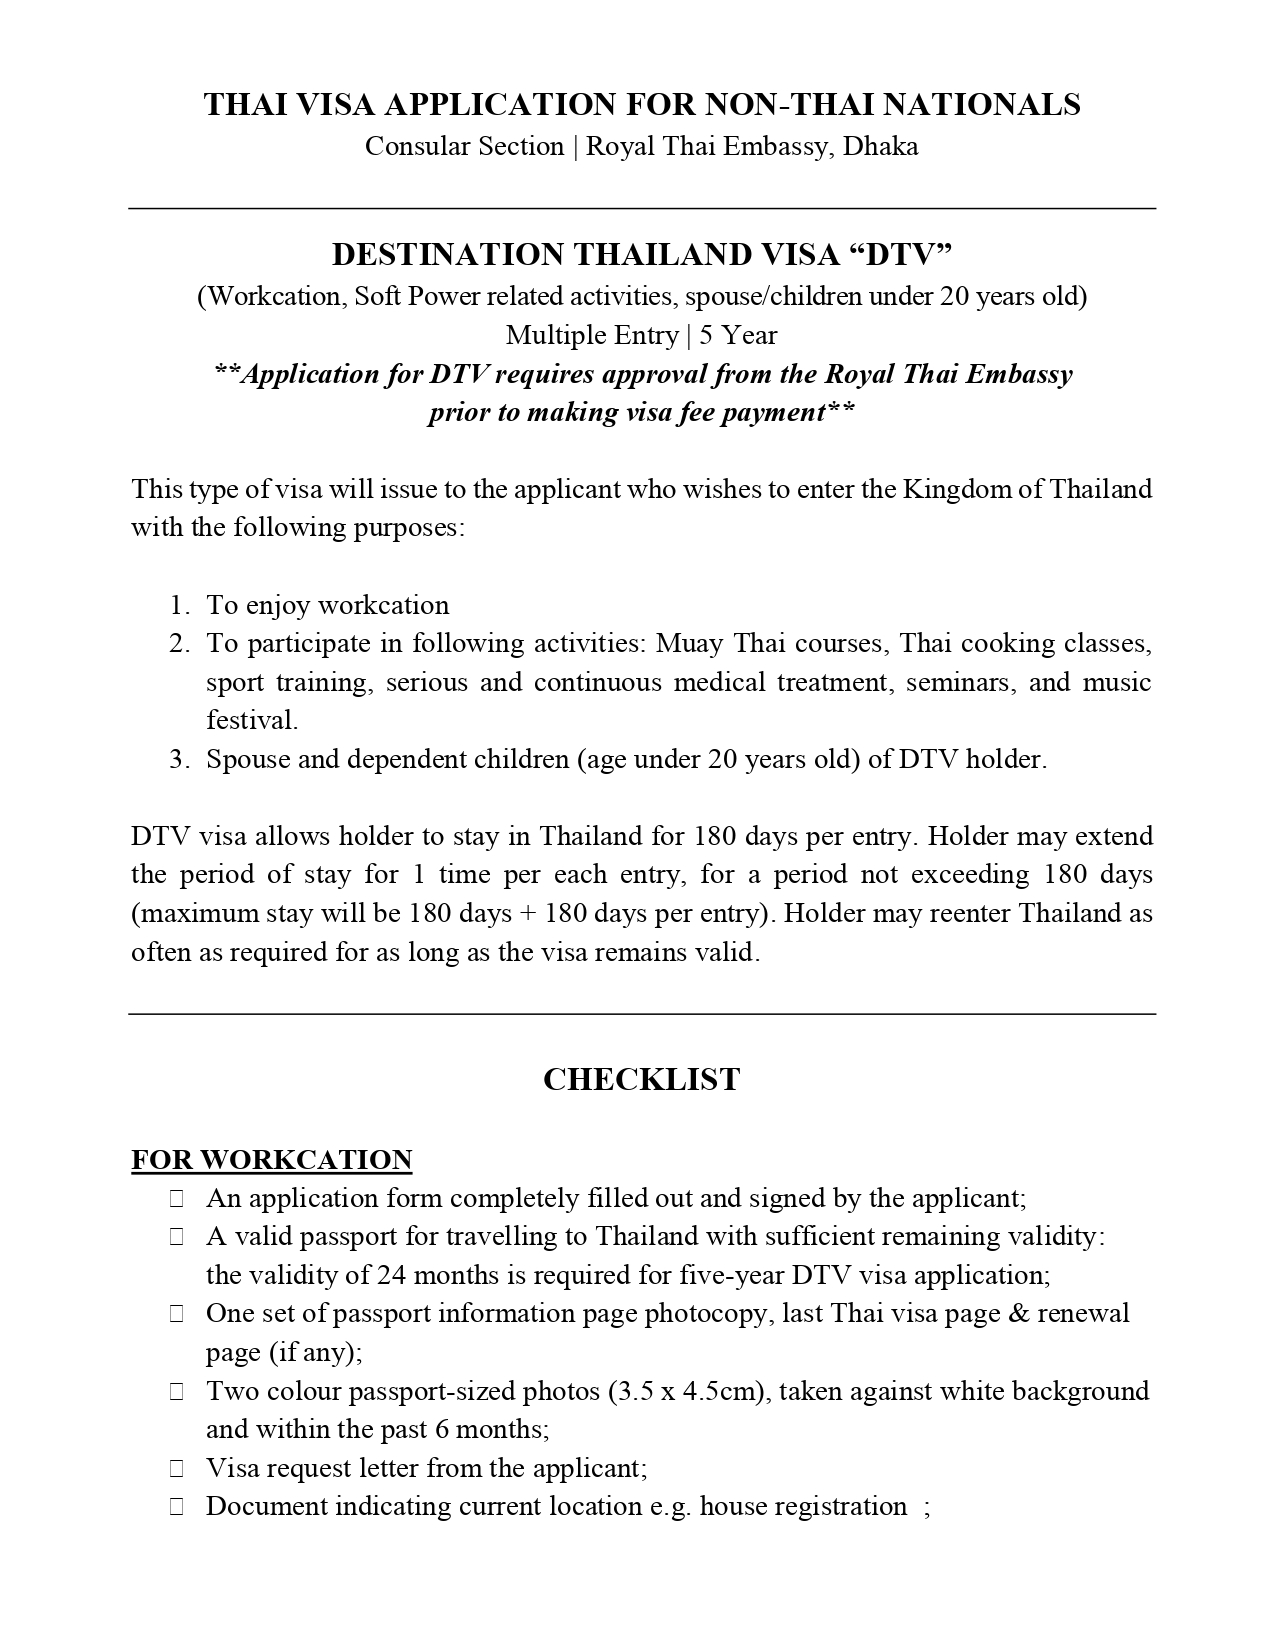 THAI VISA APPLICATION FOR NON-THAI NATIONALS
Consular Section | Royal Thai Embassy, Dhaka
DESTINATION THAILAND VISA “DTV”
(Workcation, Soft Power related activities, spouse/children under 20 years old)
Multiple Entry | 5 Year
**Application for DTV requires approval from the Royal Thai Embassy
prior to making visa fee payment**
This type of visa will issue to the applicant who wishes to enter the Kingdom of Thailand
with the following purposes:
1. To enjoy workcation
2. To participate in following activities: Muay Thai courses, Thai cooking classes,
sport training, serious and continuous medical treatment, seminars, and music
festival.
3. Spouse and dependent children (age under 20 years old) of DTV holder.
DTV visa allows holder to stay in Thailand for 180 days per entry. Holder may extend
the period of stay for 1 time per each entry, for a period not exceeding 180 days
(maximum stay will be 180 days + 180 days per entry). Holder may reenter Thailand as
often as required for as long as the visa remains valid.
CHECKLIST
FOR WORKCATION
An application form completely filled out and signed by the applicant;
A valid passport for travelling to Thailand with sufficient remaining validity:
the validity of 24 months is required for five-year DTV visa application;
One set of passport information page photocopy, last Thai visa page & renewal
page (if any);
Two colour passport-sized photos (3.5 x 4.5cm), taken against white background
and within the past 6 months;
Visa request letter from the applicant;
Document indicating current location e.g. house registration ;